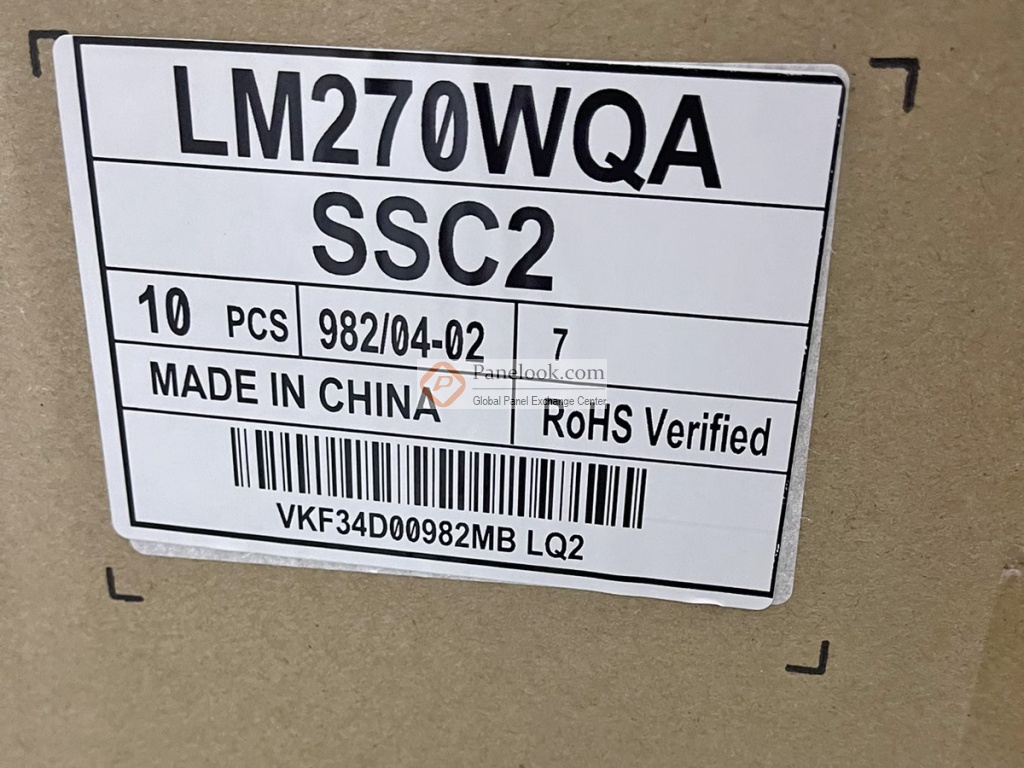 LM270WQA
SSC2
10 PCS 982/04-02 7
Panelook.com
Global Panel Exchange Center
MADE IN CHINA RoHS Verified
VKF34D00982MB LQ2